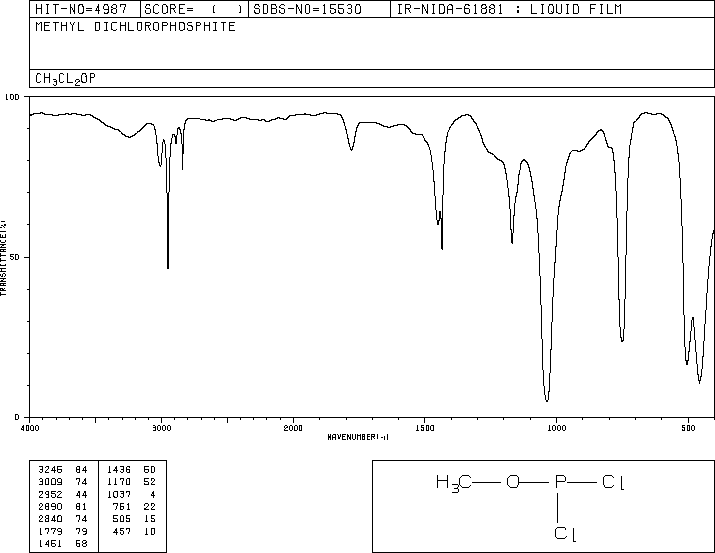 HIT-NO=4987 SCORE= ( ) SDBS-NO=15530 IR-NIDA-61881 : LIQUID FILM
METHYL DICHLOROPHOSPHITE
CH3CL2OP
100
50
0
TRANSMITTANCE(%)
4000 3000 2000 1500 1000 500
WAVENUMBER(-1)
3245 84 1436 50
3009 74 1170 52
2952 44 1037 4
2890 81 751 22
2840 74 505 15
1779 79 457 10
1451 58
H3C O P Cl
Cl